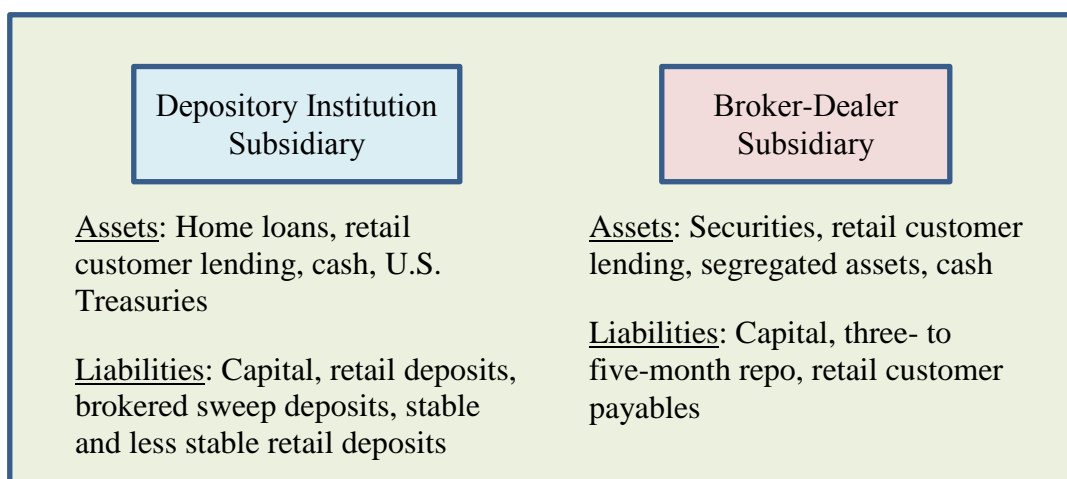 Depository Institution
Subsidiary
Assets: Home loans, retail
customer lending, cash, U.S.
Treasuries
Liabilities: Capital, retail deposits,
brokered sweep deposits, stable
and less stable retail deposits
Broker-Dealer
Subsidiary
Assets: Securities, retail customer
lending, segregated assets, cash
Liabilities: Capital, three- to
five-month repo, retail customer
payables